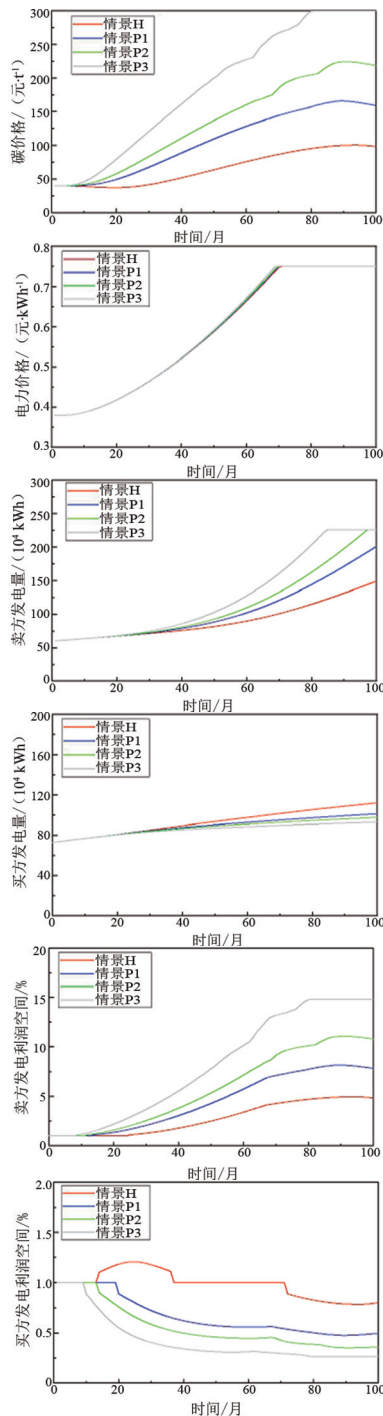 300
250
200
150
100
50
0
碳价格/（元·t⁻¹）
情景H
情景P1
情景P2
情景P3
0 20 40 60 80 100
时间/月
0.8
0.7
0.6
0.5
0.4
0.3
电力价格/（元·kWh⁻¹）
情景H
情景P1
情景P2
情景P3
0 20 40 60 80 100
时间/月
300
250
200
150
100
50
0
卖方发电量/(10⁴ kWh)
情景H
情景P1
情景P2
情景P3
0 20 40 60 80 100
时间/月
200
160
120
80
40
0
买方发电量/(10⁴ kWh)
情景H
情景P1
情景P2
情景P3
0 20 40 60 80 100
时间/月
20
15
10
5
0
卖方发电利润空间/%
情景H
情景P1
情景P2
情景P3
0 20 40 60 80 100
时间/月
2.0
1.5
1.0
0.5
0
买方发电利润空间/%
情景H
情景P1
情景P2
情景P3
0 20 40 60 80 100
时间/月